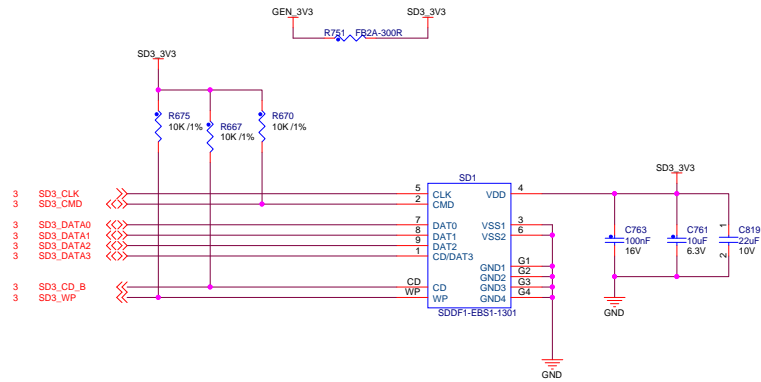 GEN_3V3
SD3_3V3
R751 FB2A-300R
SD3_3V3
R675
10K /1%
R667
10K /1%
R670
10K /1%
SD3_3V3
SD1
3 SD3_CLK 5 CLK VDD 4
3 SD3_CMD 2 CMD
3 SD3_DATA0 7 DAT0 VSS1 3
3 SD3_DATA1 8 DAT1 VSS2 6
3 SD3_DATA2 9 DAT2
3 SD3_DATA3 1 CD/DAT3
GND1 G1
GND2 G2
3 SD3_CD_B CD CD GND3 G3
3 SD3_WP WP WP GND4 G4
SDDF1-EBS1-1301
C763
100nF
16V
C761
10uF
6.3V
1
C819
22uF
10V
2
GND
GND